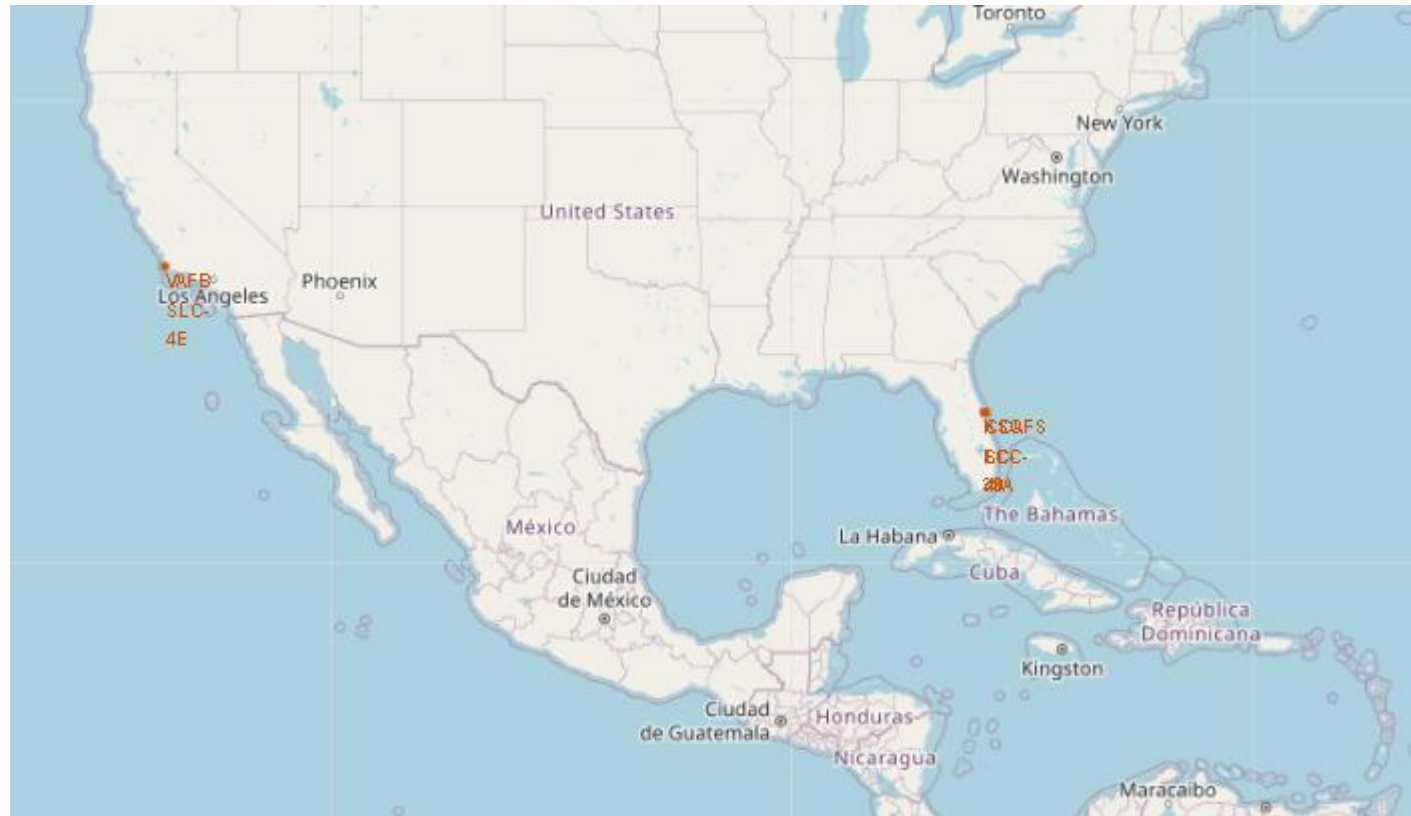 Toronto
New York
Washington
United States
Phoenix
VAFB
Los Angeles
SLC-
4E
The Bahamas
México
La Habana
Cuba
Ciudad
de México
República
Dominicana
Kingston
Ciudad
de Guatemala
Honduras
Nicaragua
Maracaibo